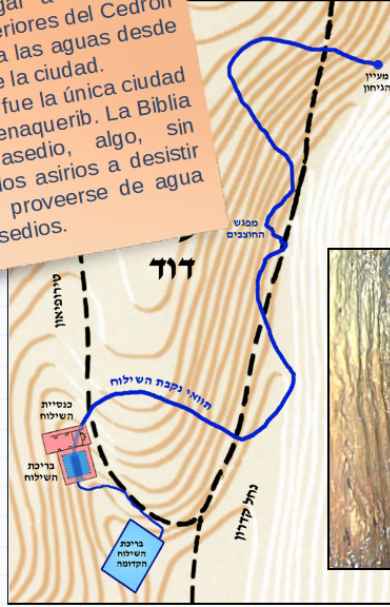 gar a
eriores del Cedrón
a las aguas desde
e la ciudad.
fue la única ciudad
enaquerib. La Biblia
asedio, algo, sin
los asirios a desistir
proveerse de agua
sedios.
מעיין
הגיחון
מפגש
החוצבים
דוד
טירופיאון
תוואי נקבת השילוח
כנסיית
השילוח
בריכת
השילוח
נחל קדרון
בריכת
השילוח
הקדומה